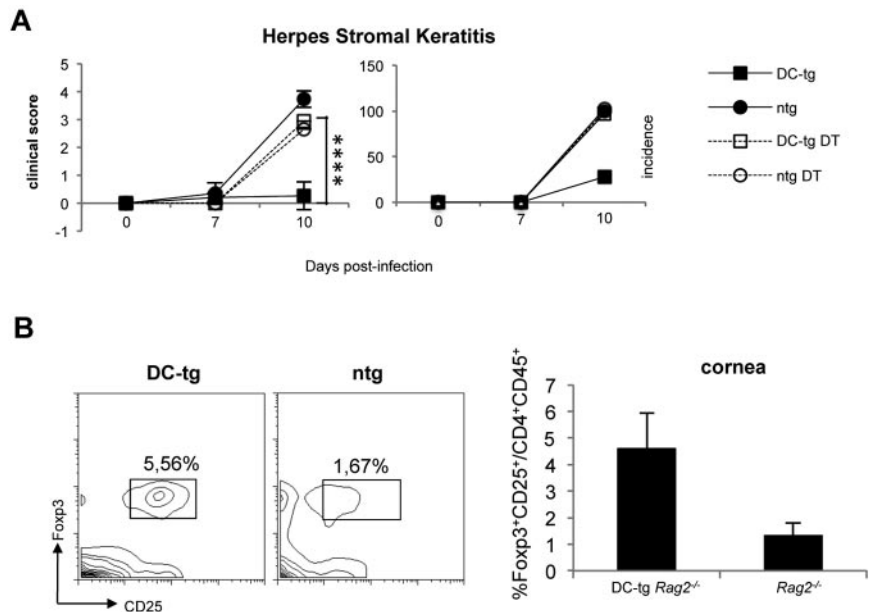 A
Herpes Stromal Keratitis
clinical score
5
4
3
2
1
0
-1
0
7
10
****
150
100
50
0
0
7
10
incidence
Days post-infection
DC-tg
ntg
DC-tg DT
ntg DT
B
DC-tg
ntg
5,56%
1,67%
Foxp3
CD25
cornea
%Foxp3⁺CD25⁺/CD4⁺CD45⁺
7
6
5
4
3
2
1
0
DC-tg Rag2⁻/⁻
Rag2⁻/⁻